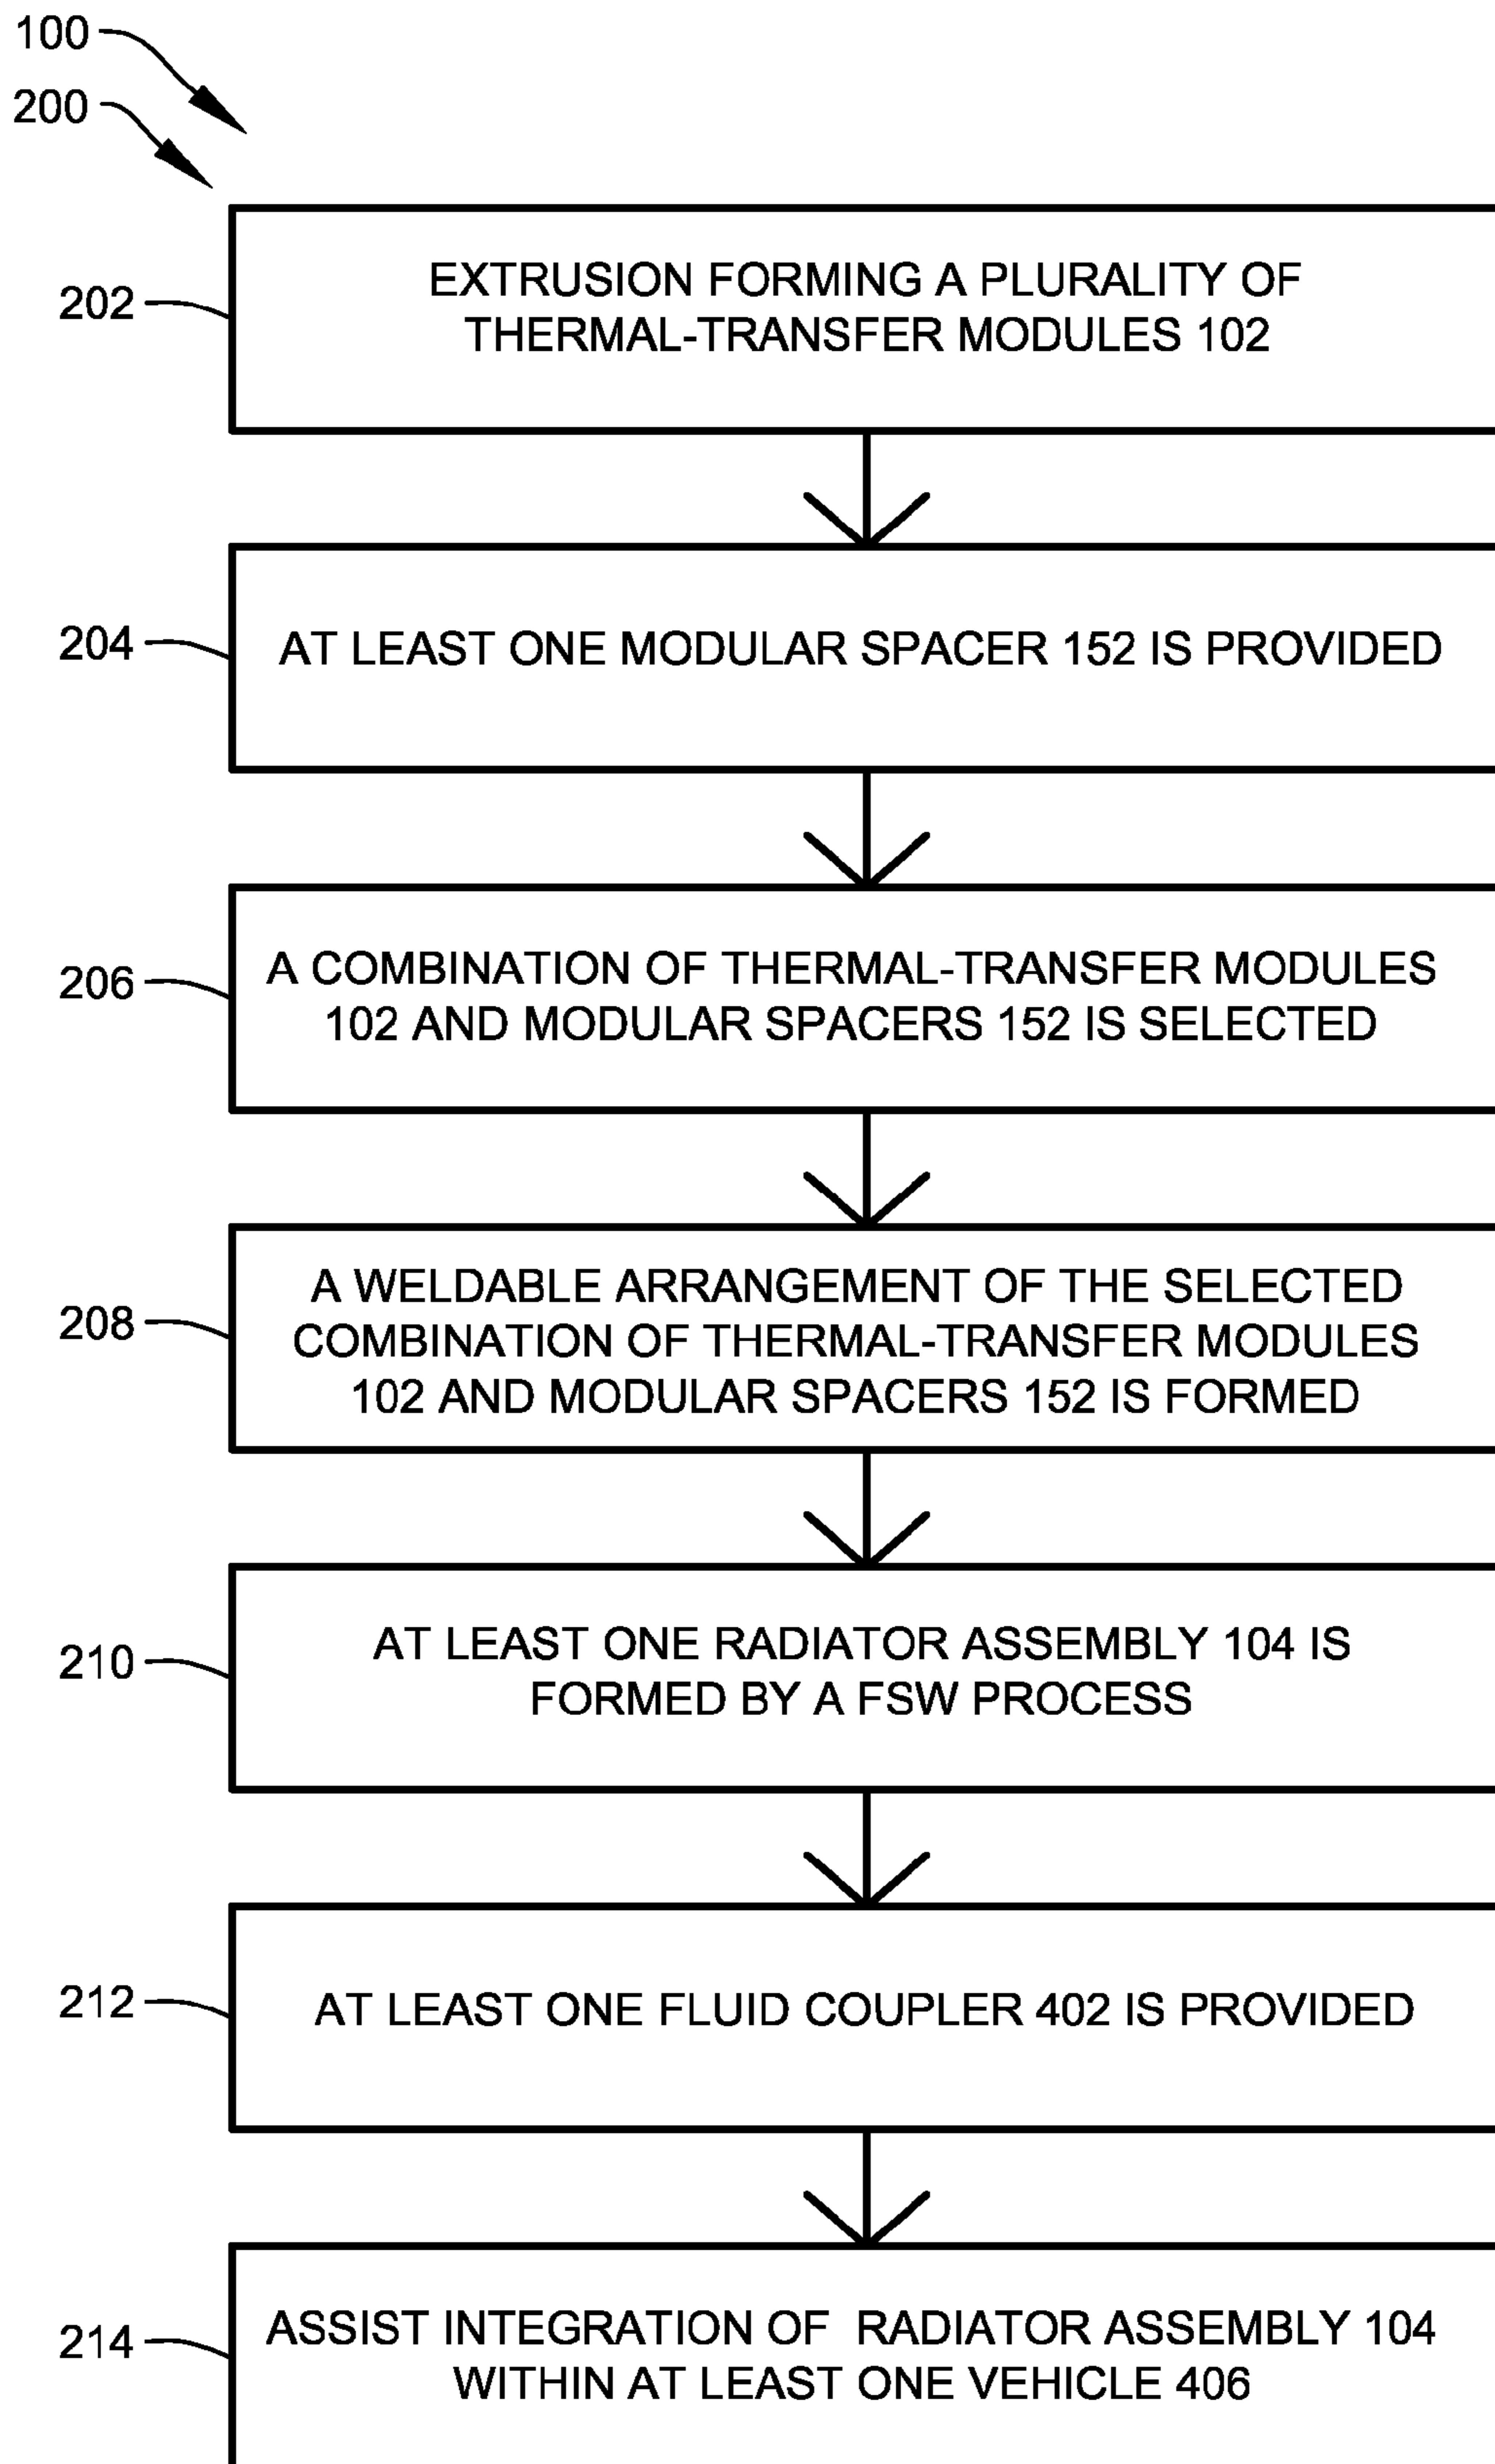 100
200
202
EXTRUSION FORMING A PLURALITY OF
THERMAL-TRANSFER MODULES 102
204
AT LEAST ONE MODULAR SPACER 152 IS PROVIDED
206
A COMBINATION OF THERMAL-TRANSFER MODULES
102 AND MODULAR SPACERS 152 IS SELECTED
208
A WELDABLE ARRANGEMENT OF THE SELECTED
COMBINATION OF THERMAL-TRANSFER MODULES
102 AND MODULAR SPACERS 152 IS FORMED
210
AT LEAST ONE RADIATOR ASSEMBLY 104 IS
FORMED BY A FSW PROCESS
212
AT LEAST ONE FLUID COUPLER 402 IS PROVIDED
214
ASSIST INTEGRATION OF RADIATOR ASSEMBLY 104
WITHIN AT LEAST ONE VEHICLE 406